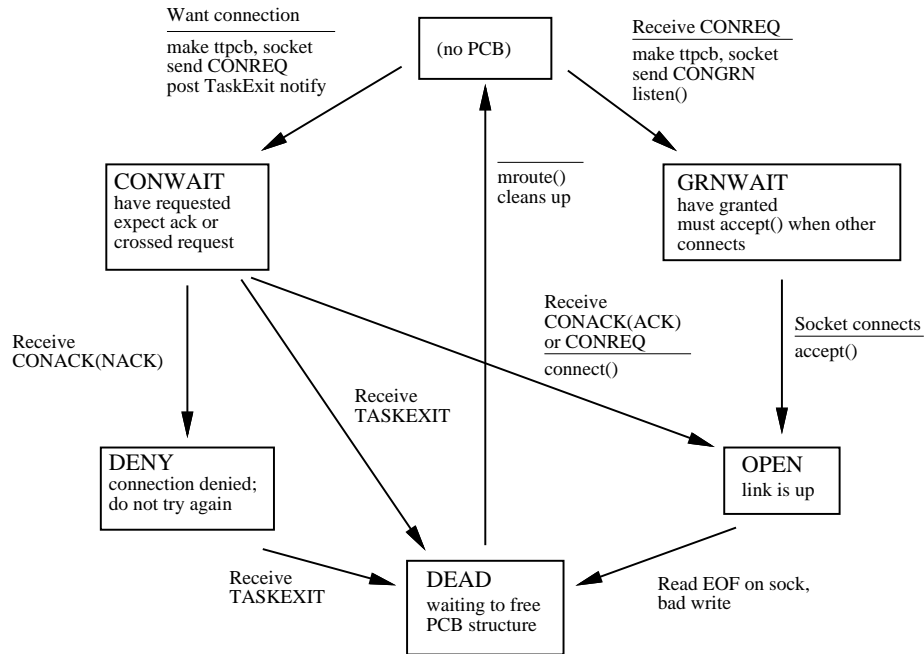 Want connection
make ttpcb, socket
send CONREQ
post TaskExit notify
(no PCB)
Receive CONREQ
make ttpcb, socket
send CONGRN
listen()
CONWAIT
have requested
expect ack or
crossed request
mroute()
cleans up
GRNWAIT
have granted
must accept() when other
connects
Receive
CONACK(NACK)
Receive
TASKEXIT
Receive
CONACK(ACK)
or CONREQ
connect()
Socket connects
accept()
DENY
connection denied;
do not try again
OPEN
link is up
Receive
TASKEXIT
DEAD
waiting to free
PCB structure
Read EOF on sock,
bad write